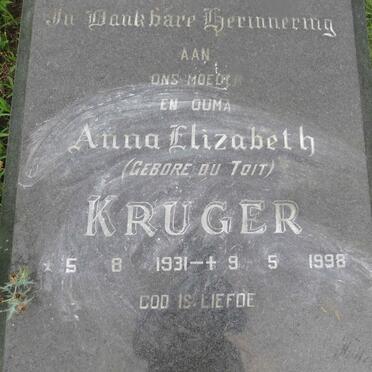 In Dankbare Herinnering
AAN
ONS MOEDER
EN OUMA
Anna Elizabeth
(GEBORE DU TOIT)
KRUGER
* 5 8 1931 - + 9 5 1998
GOD IS LIEFDE